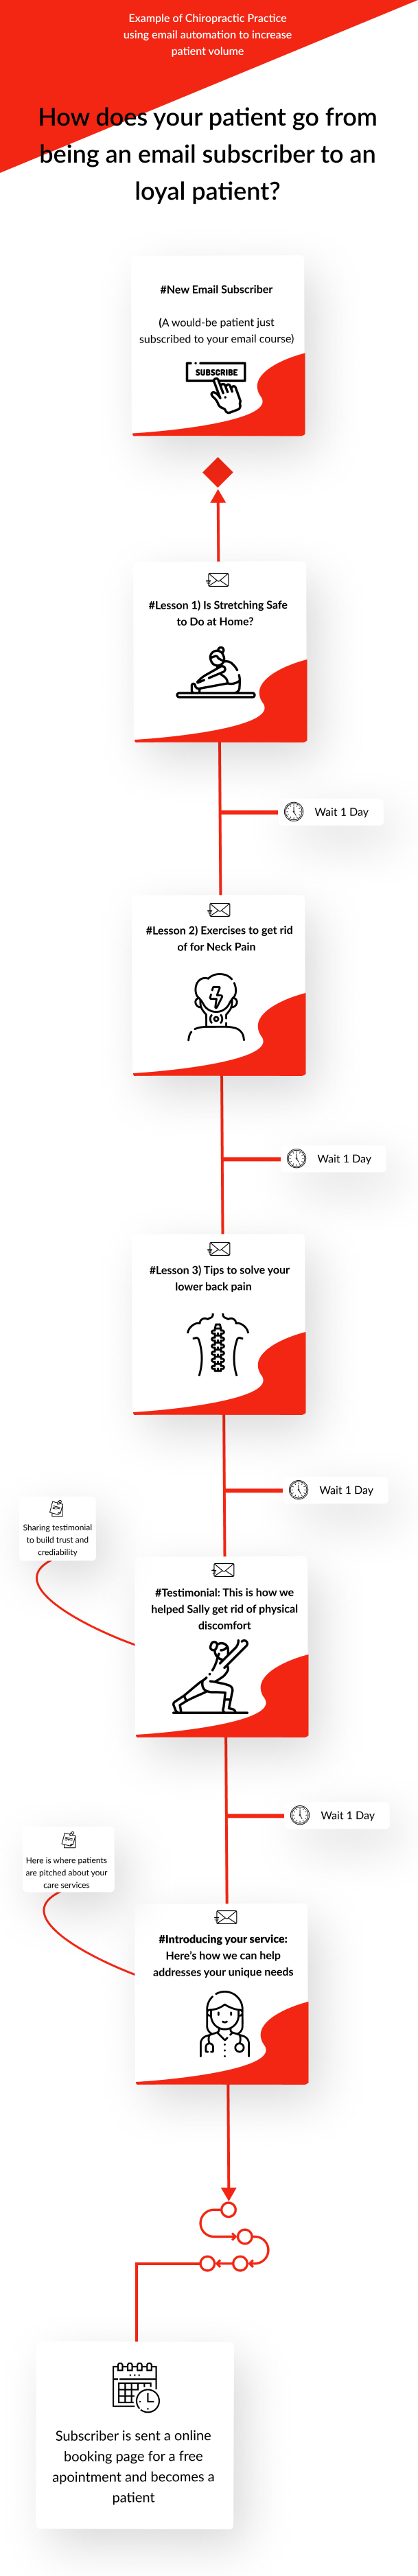 Example of Chiropractic Practice
using email automation to increase
patient volume
How does your patient go from
being an email subscriber to an
loyal patient?
#New Email Subscriber
(A would-be patient just
subscribed to your email course)
SUBSCRIBE
#Lesson 1) Is Stretching Safe
to Do at Home?
Wait 1 Day
#Lesson 2) Exercises to get rid
of for Neck Pain
Wait 1 Day
#Lesson 3) Tips to solve your
lower back pain
Wait 1 Day
Sharing testimonial
to build trust and
crediability
#Testimonial: This is how we
helped Sally get rid of physical
discomfort
Wait 1 Day
Here is where patients
are pitched about your
care services
#Introducing your service:
Here's how we can help
addresses your unique needs
Subscriber is sent a online
booking page for a free
apointment and becomes a
patient